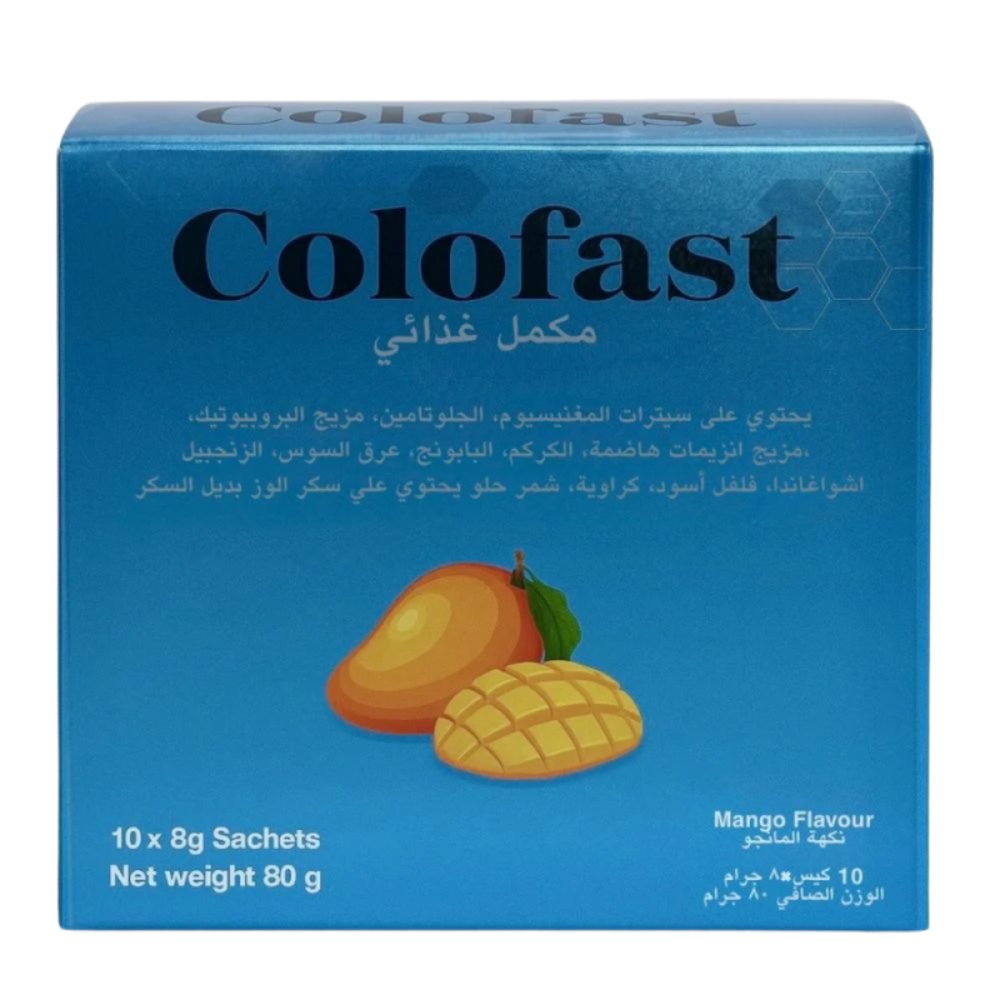 Colofast
Colofast
مكمل غذائي
يحتوي على سيترات المغنيسيوم، الجلوتامين، مزيج البروبيوتيك،
،مزيج انزيمات هاضمة، الكركم، البابونج، عرق السوس، الزنجبيل
اشواغاندا، فلفل أسود، كراوية، شمر حلو يحتوي علي سكر الوز بديل السكر
10 x 8g Sachets
Net weight 80 g
Mango Flavour
نكهة المانجو
10 كيس×٨ جرام
الوزن الصافي ٨٠ جرام